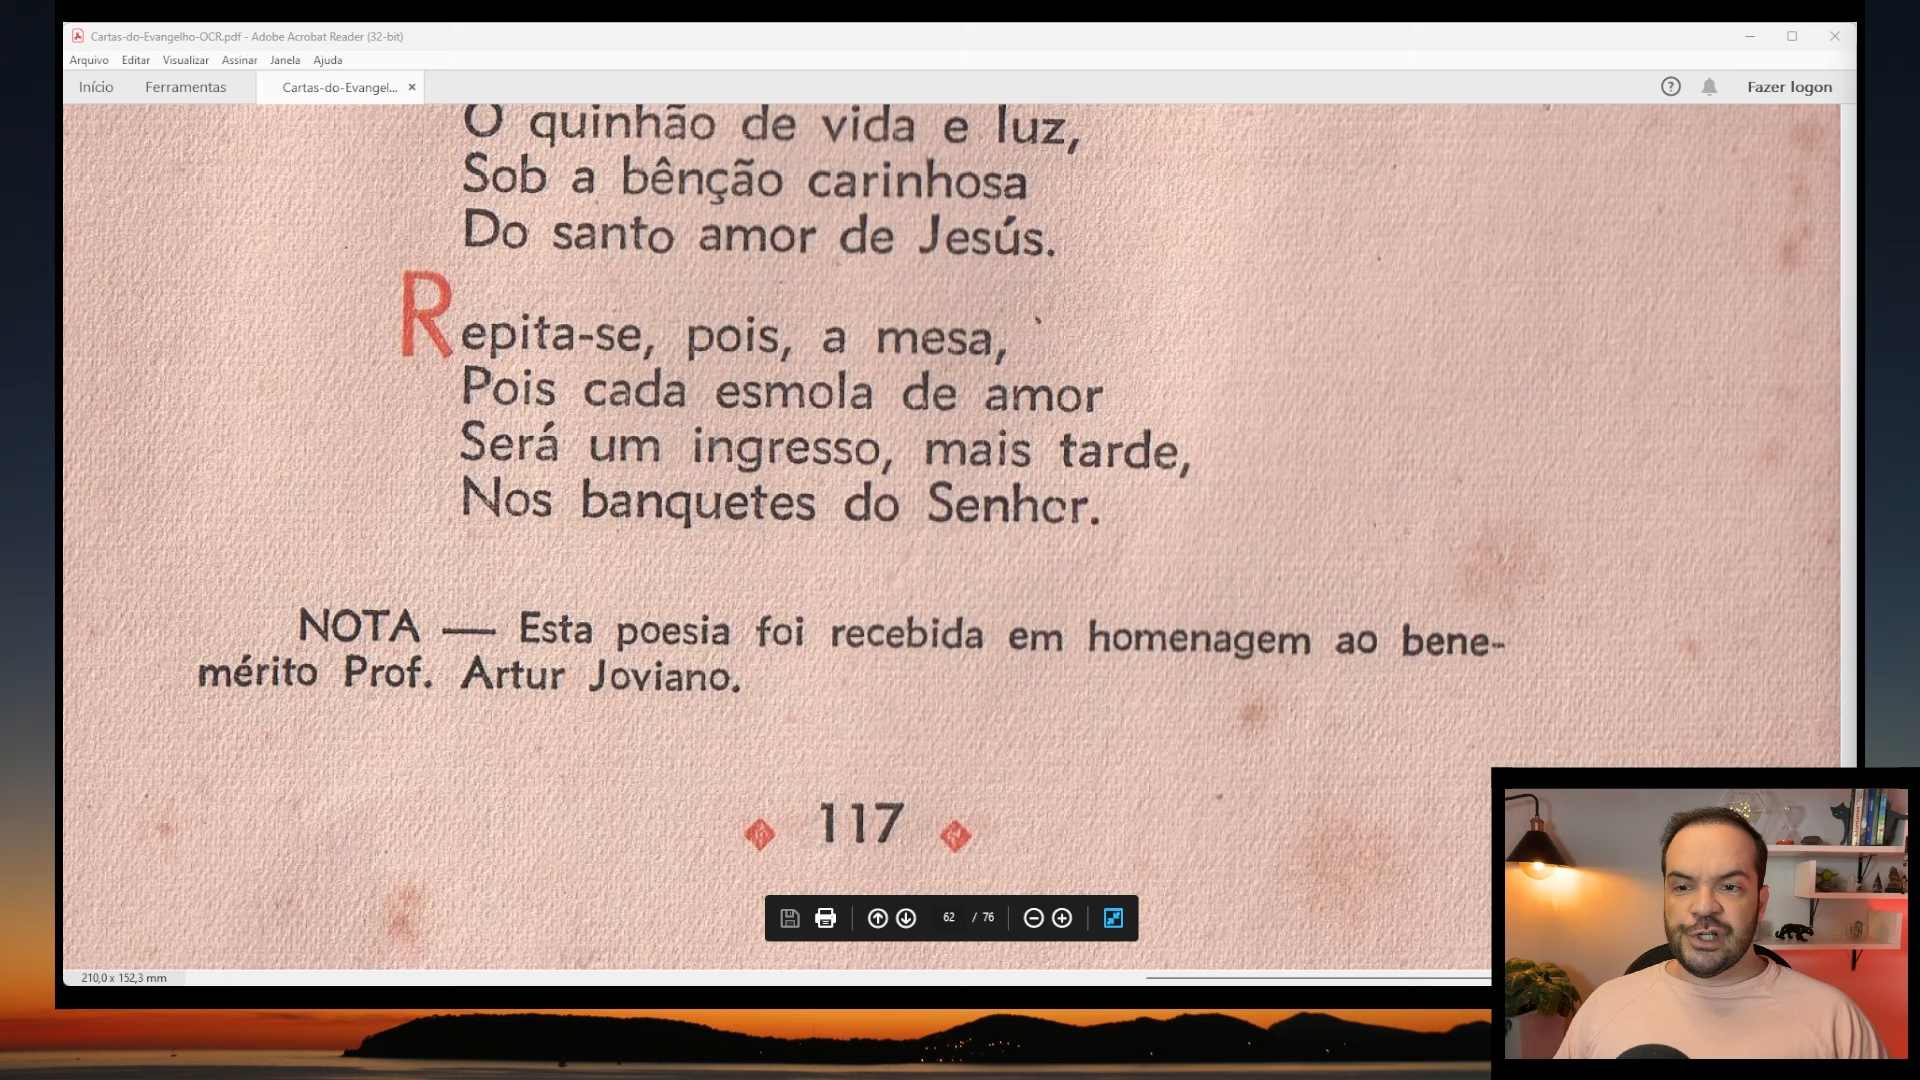 Cartas-do-Evangelho-OCR.pdf - Adobe Acrobat Reader (32-bit)
Arquivo Editar Visualizar Assinar Janela Ajuda
Início Ferramentas Cartas-do-Evangel... × Fazer logon
O quinhão de vida e luz,
Sob a bênção carinhosa
Do santo amor de Jesús.
Repita-se, pois, a mesa,
Pois cada esmola de amor
Será um ingresso, mais tarde,
Nos banquetes do Senhor.
NOTA — Esta poesia foi recebida em homenagem ao bene-
mérito Prof. Artur Joviano.
117
62 / 76
210,0 x 152,3 mm